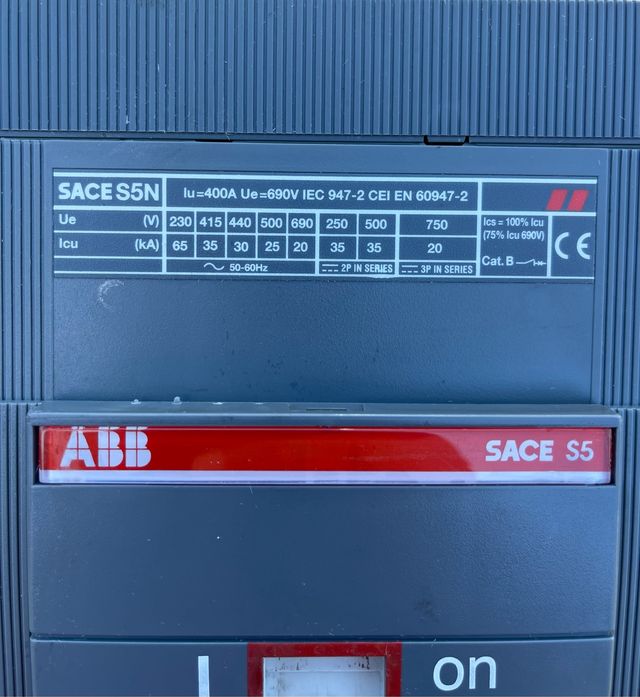 SACE S5N Iu=400A Ue=690V IEC 947-2 CEI EN 60947-2
Ue (V) 230 415 440 500 690 250 500 750
Icu (kA) 65 35 30 25 20 35 35 20
50-60Hz 2P IN SERIES 3P IN SERIES
Ics = 100% Icu
(75% Icu 690V)
Cat. B
CE
ABB SACE S5
I on